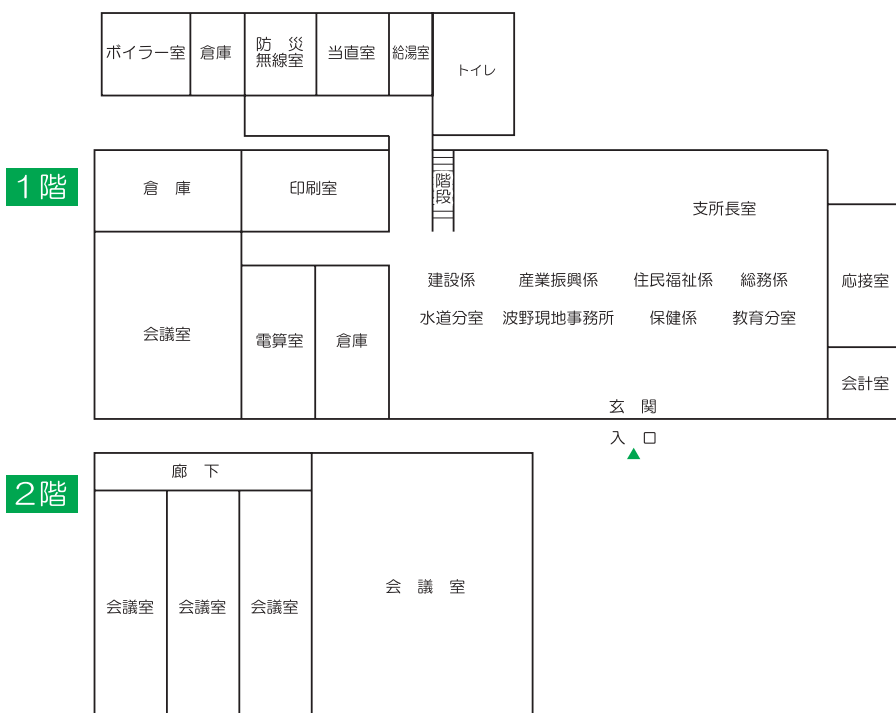 ボイラー室
倉庫
防　災
無線室
当直室
給湯室
トイレ
1階
倉　庫
印刷室
階
段
支所長室
建設係
産業振興係
住民福祉係
総務係
応接室
水道分室
波野現地事務所
保健係
教育分室
会議室
電算室
倉庫
会計室
玄　関
入　口
2階
廊　下
会　議　室
会議室
会議室
会議室